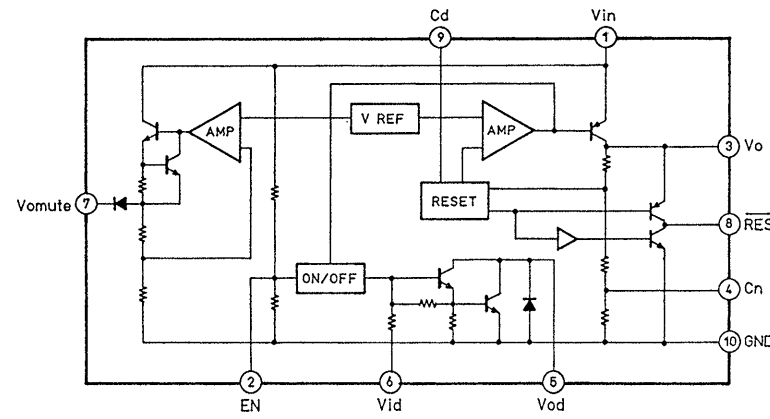 Cd
Vin
9
1
AMP
V REF
AMP
3 Vo
Vomute 7
RESET
8 RES
ON/OFF
4 Cn
10 GND
2
6
5
EN
Vid
Vod